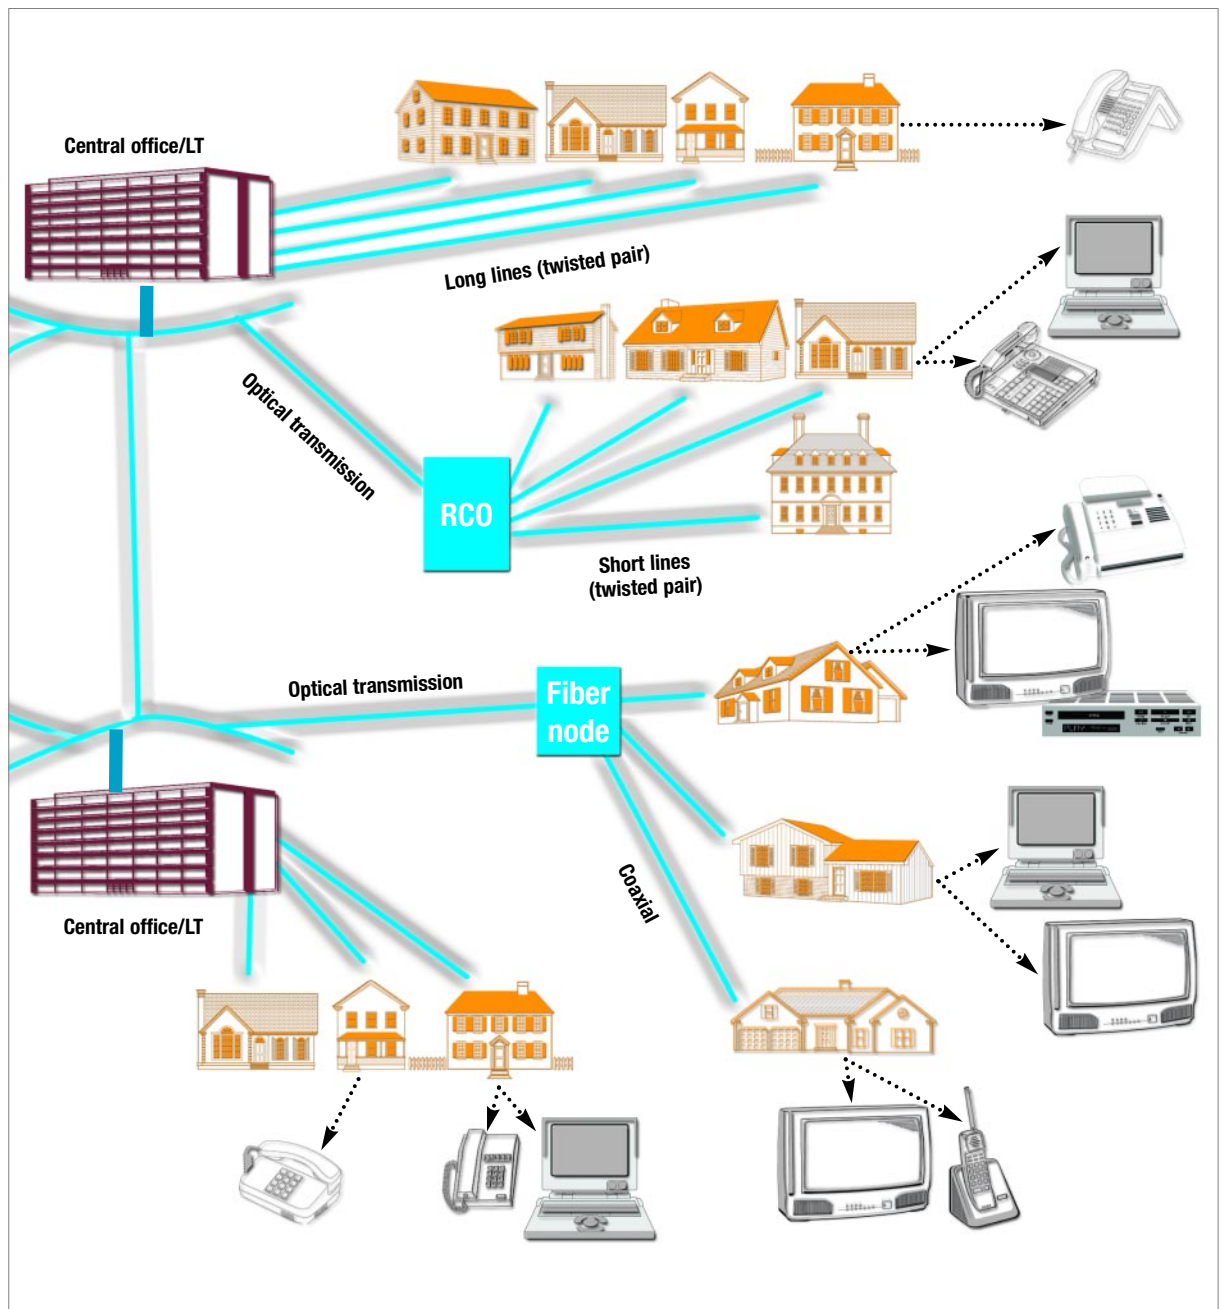 Central office/LT
Long lines (twisted pair)
Optical transmission
RCO
Short lines
(twisted pair)
Optical transmission
Fiber
node
Coaxial
Central office/LT